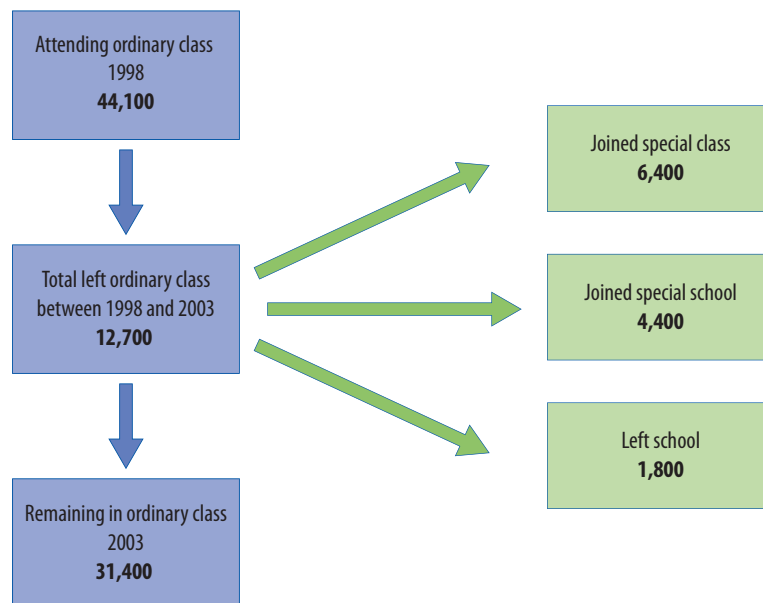 Attending ordinary class
1998
44,100
Total left ordinary class
between 1998 and 2003
12,700
Remaining in ordinary class
2003
31,400
Joined special class
6,400
Joined special school
4,400
Left school
1,800